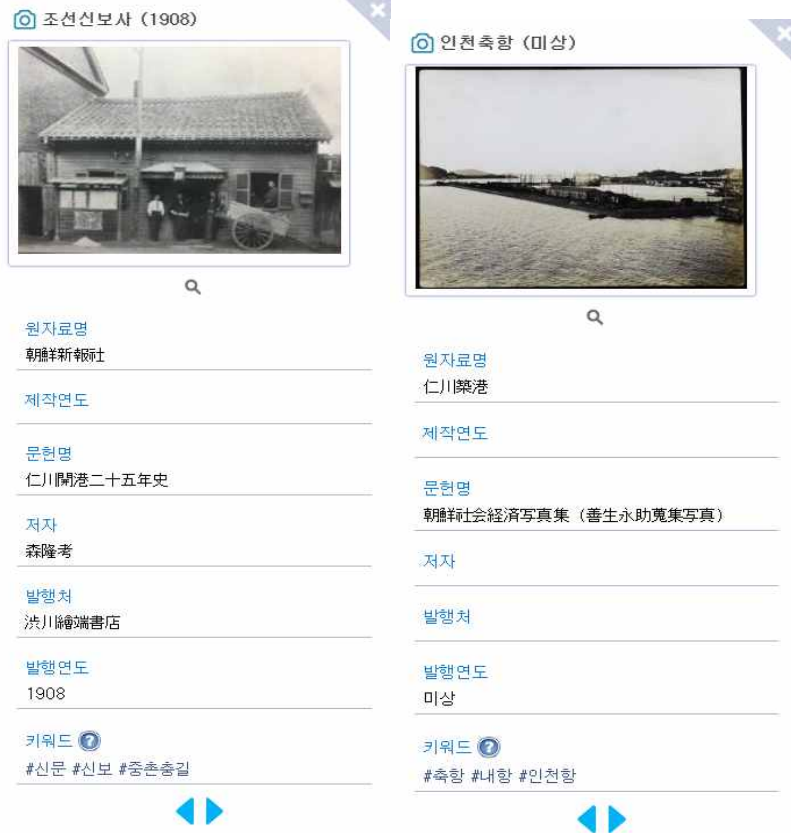 조선신보사 (1908)
원자료명
朝鮮新報社
제작연도
문헌명
仁川開港二十五年史
저자
森隆考
발행처
渋川繪端書店
발행연도
1908
키워드
#신문 #신보 #중촌충길
인천축항 (미상)
원자료명
仁川築港
제작연도
문헌명
朝鮮社会経済写真集 (善生永助蒐集写真)
저자
발행처
발행연도
미상
키워드
#축항 #내항 #인천항